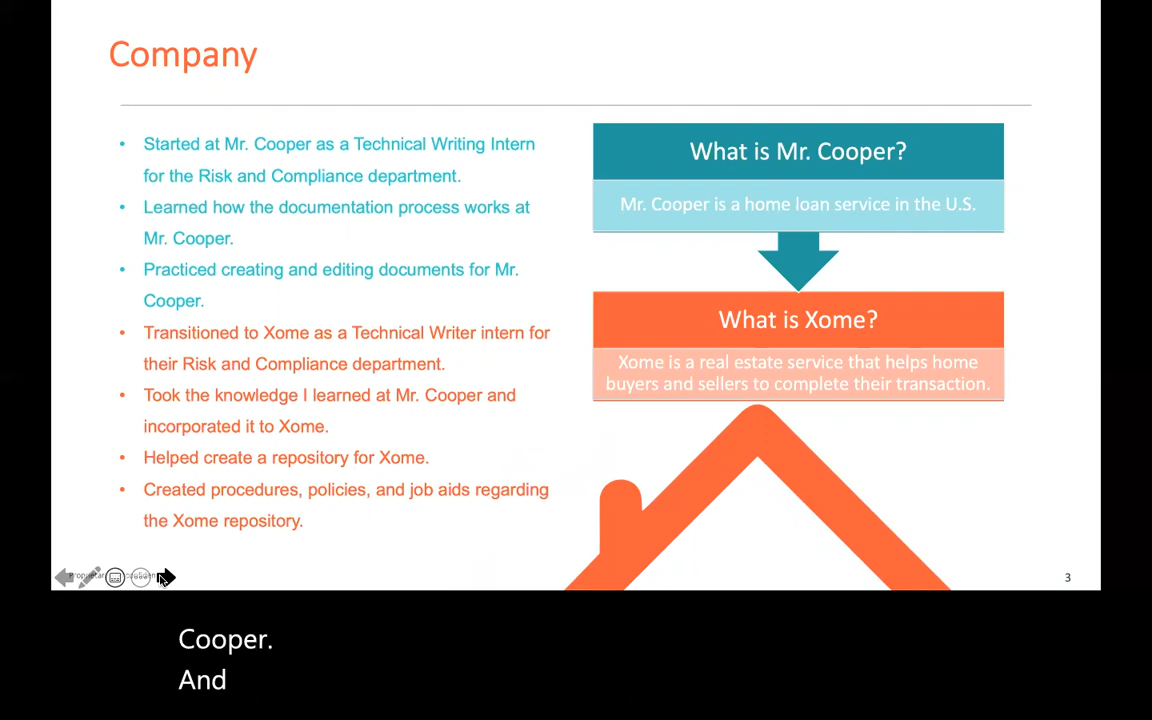 Company
• Started at Mr. Cooper as a Technical Writing Intern
for the Risk and Compliance department.
• Learned how the documentation process works at
Mr. Cooper.
• Practiced creating and editing documents for Mr.
Cooper.
• Transitioned to Xome as a Technical Writer intern for
their Risk and Compliance department.
• Took the knowledge I learned at Mr. Cooper and
incorporated it to Xome.
• Helped create a repository for Xome.
• Created procedures, policies, and job aids regarding
the Xome repository.
What is Mr. Cooper?
Mr. Cooper is a home loan service in the U.S.
What is Xome?
Xome is a real estate service that helps home
buyers and sellers to complete their transaction.
3
Cooper.
And